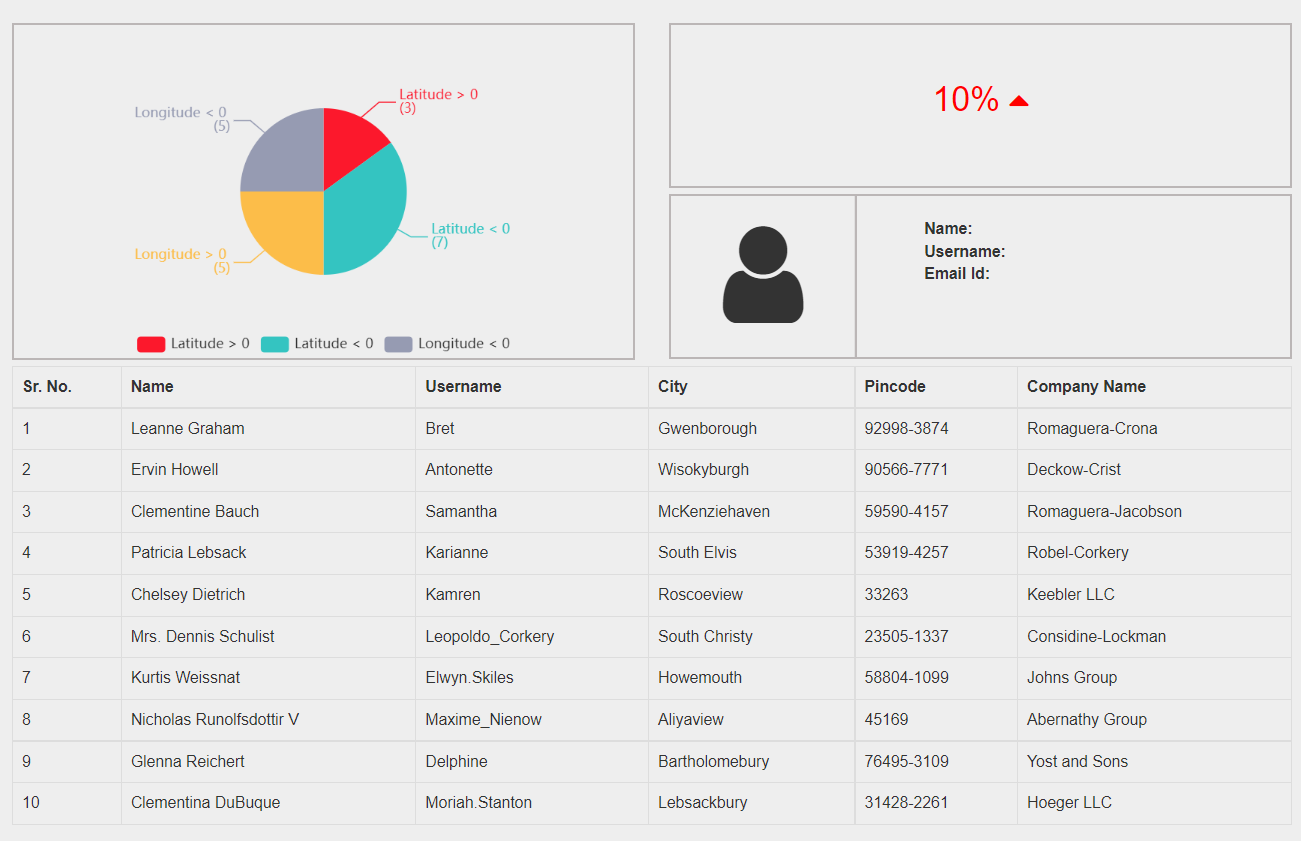 Latitude > 0
(3)
Longitude < 0
(5)
Latitude < 0
(7)
Longitude > 0
(5)
Latitude > 0 Latitude < 0 Longitude < 0
10%
Name:
Username:
Email Id:
Sr. No. Name Username City Pincode Company Name
1 Leanne Graham Bret Gwenborough 92998-3874 Romaguera-Crona
2 Ervin Howell Antonette Wisokyburgh 90566-7771 Deckow-Crist
3 Clementine Bauch Samantha McKenziehaven 59590-4157 Romaguera-Jacobson
4 Patricia Lebsack Karianne South Elvis 53919-4257 Robel-Corkery
5 Chelsey Dietrich Kamren Roscoeview 33263 Keebler LLC
6 Mrs. Dennis Schulist Leopoldo_Corkery South Christy 23505-1337 Considine-Lockman
7 Kurtis Weissnat Elwyn.Skiles Howemouth 58804-1099 Johns Group
8 Nicholas Runolfsdottir V Maxime_Nienow Aliyaview 45169 Abernathy Group
9 Glenna Reichert Delphine Bartholomebury 76495-3109 Yost and Sons
10 Clementina DuBuque Moriah.Stanton Lebsackbury 31428-2261 Hoeger LLC